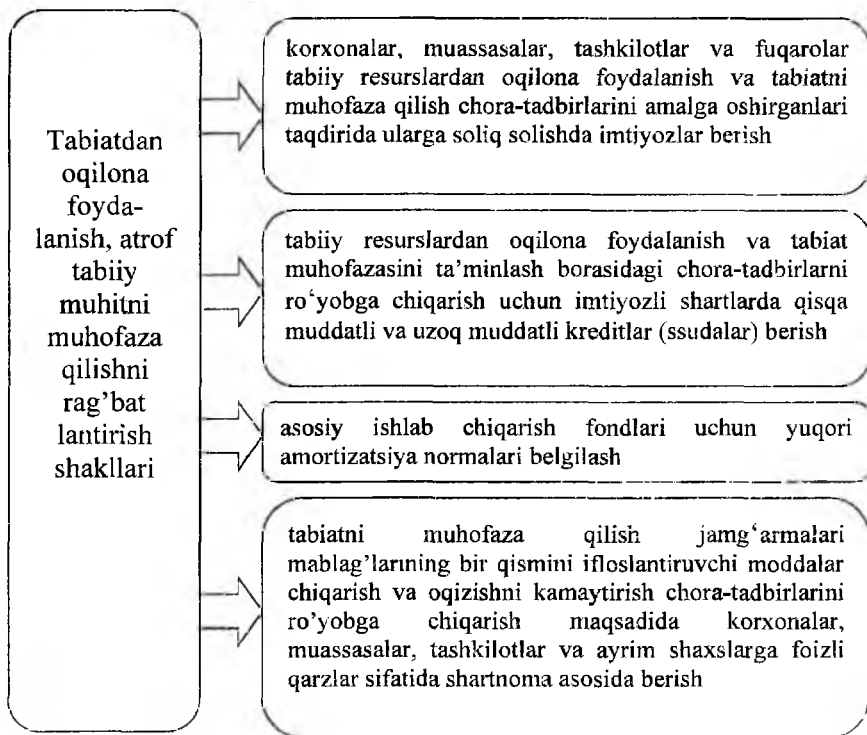 Tabiatdan
oqilona
foyda-
lanish, atrof
tabiiy
muhitni
muhofaza
qilishni
rag’bat
lantirish
shakllari
korxonalar, muassasalar, tashkilotlar va fuqarolar
tabiiy resurslardan oqilona foydalanish va tabiatni
muhofaza qilish chora-tadbirlarini amalga oshirganlari
taqdirida ularga soliq solishda imtiyozlar berish
tabiiy resurslardan oqilona foydalanish va tabiat
muhofazasini ta’minlash borasidagi chora-tadbirlarni
ro‘yobga chiqarish uchun imtiyozli shartlarda qisqa
muddatli va uzoq muddatli kreditlar (ssudalar) berish
asosiy ishlab chiqarish fondlari uchun yuqori
amortizatsiya normalari belgilash
tabiatni muhofaza qilish jamg‘armalari
mablag’larining bir qismini ifloslantiruvchi moddalar
chiqarish va oqizishni kamaytirish chora-tadbirlarini
ro’yobga chiqarish maqsadida korxonalar,
muassasalar, tashkilotlar va ayrim shaxslarga foizli
qarzlar sifatida shartnoma asosida berish